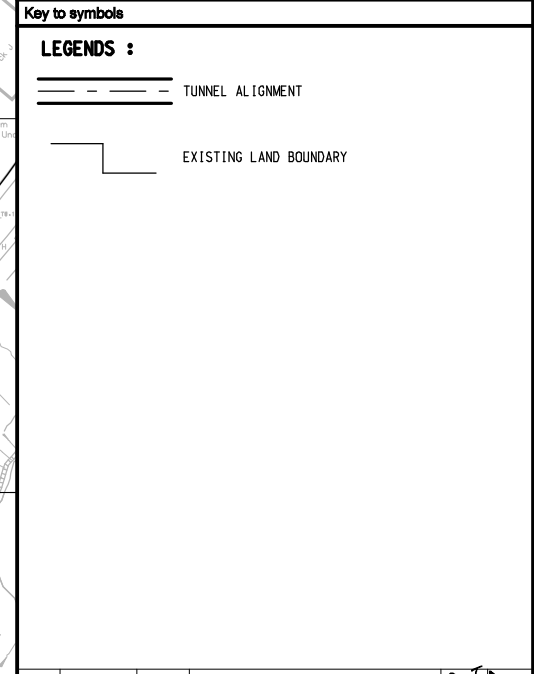 Key to symbols
LEGENDS :
TUNNEL ALIGNMENT
EXISTING LAND BOUNDARY